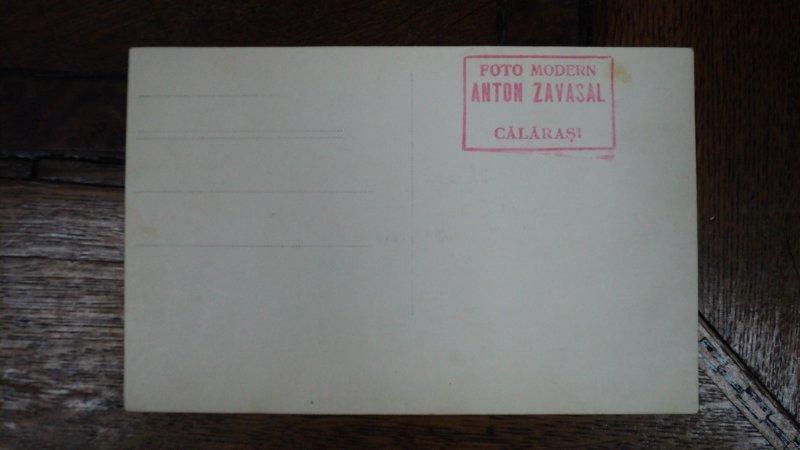 FOTO MODERN
ANTON ZAVASAL
CĂLĂRAȘI